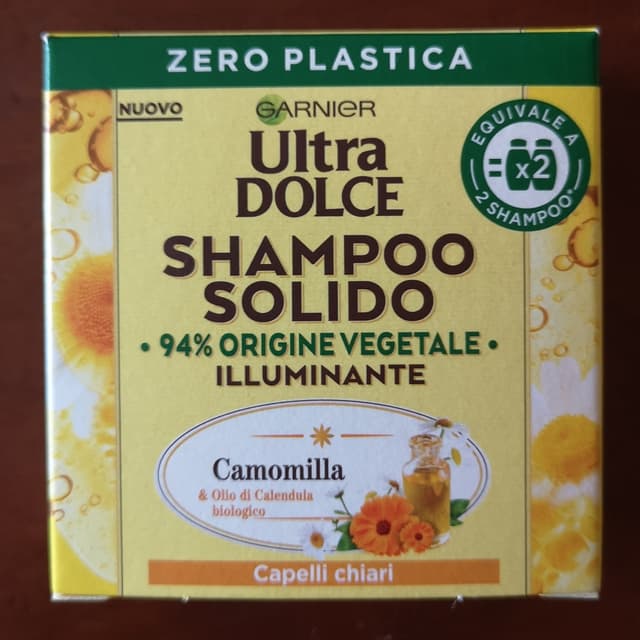 ZERO PLASTICA
NUOVO
GARNIER
Ultra
DOLCE
EQUIVALE A
= x2
2 SHAMPOO*
SHAMPOO
SOLIDO
• 94% ORIGINE VEGETALE •
ILLUMINANTE
Camomilla
& Olio di Calendula
biologico
Capelli chiari